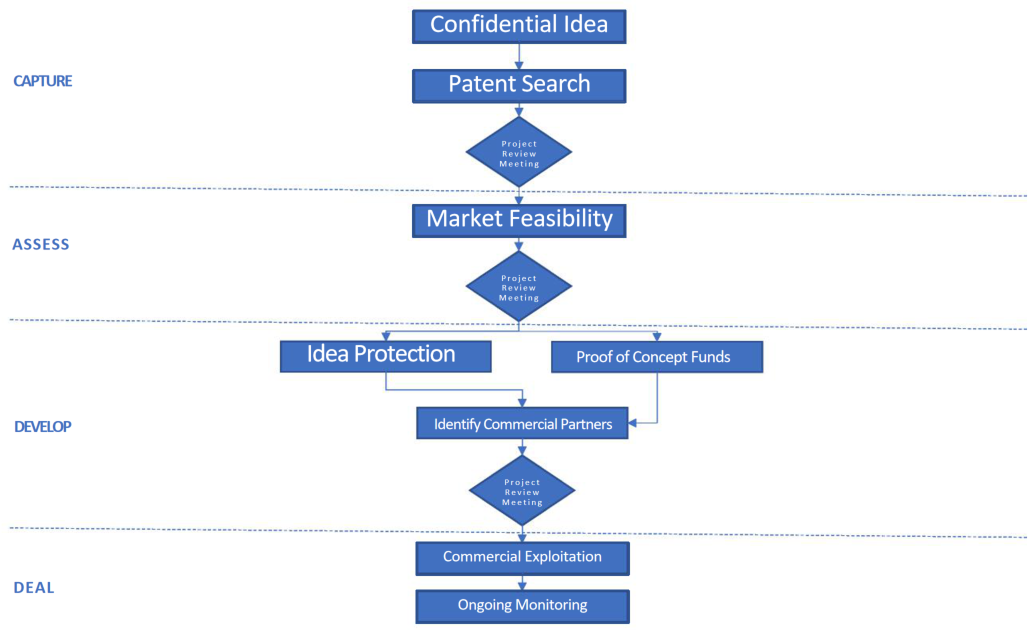 Confidential Idea
CAPTURE
Patent Search
Project
Review
Meeting
Market Feasibility
ASSESS
Project
Review
Meeting
Idea Protection
Proof of Concept Funds
Identify Commercial Partners
DEVELOP
Project
Review
Meeting
Commercial Exploitation
DEAL
Ongoing Monitoring